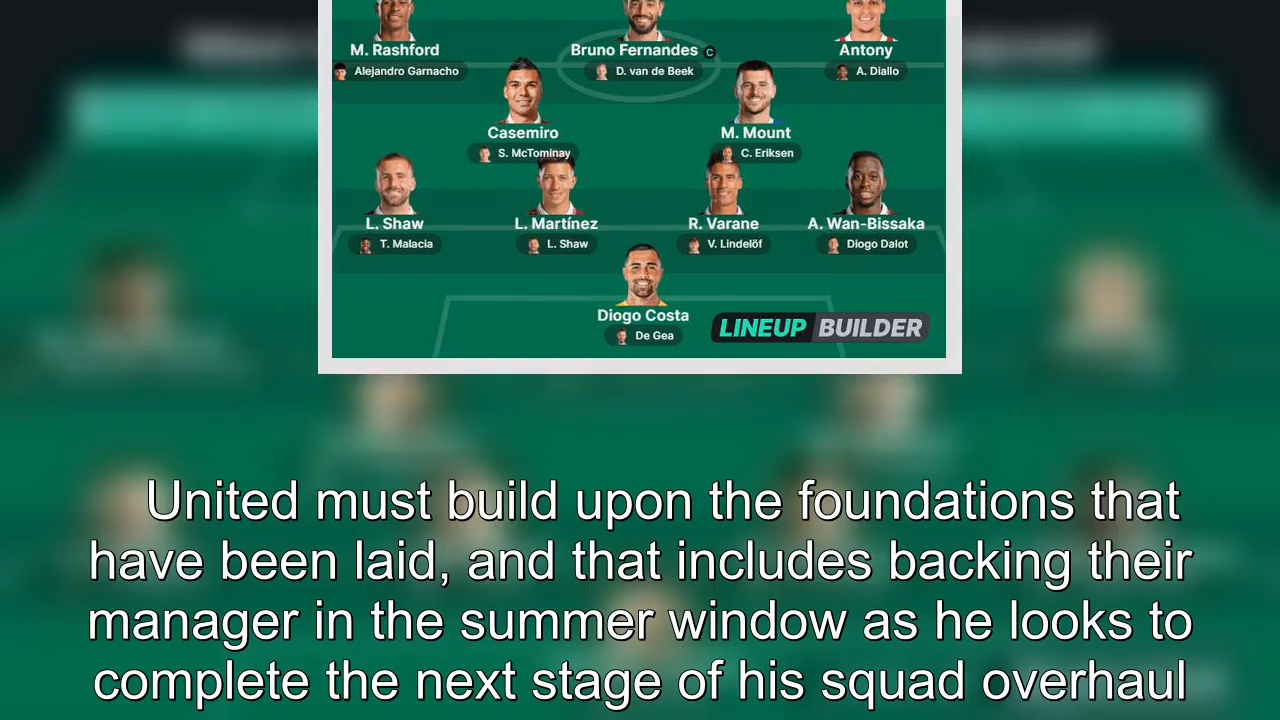 M. Rashford Bruno Fernandes C Antony
Alejandro Garnacho D. van de Beek A. Diallo
Casemiro M. Mount
S. McTominay C. Eriksen
L. Shaw L. Martínez R. Varane A. Wan-Bissaka
T. Malacia L. Shaw V. Lindelöf Diogo Dalot
Diogo Costa
De Gea
LINEUP BUILDER
United must build upon the foundations that
have been laid, and that includes backing their
manager in the summer window as he looks to
complete the next stage of his squad overhaul